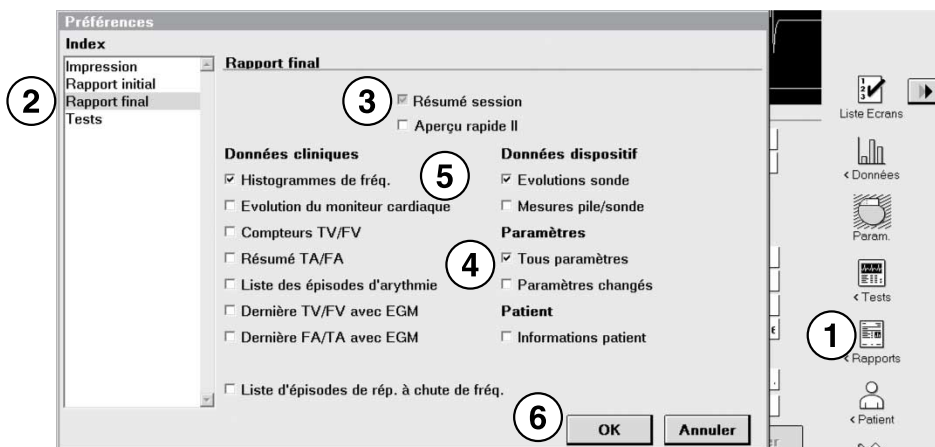 Préférences
Index
Impression
Rapport initial
Rapport final
Tests
2
Rapport final
3
Résumé session
Aperçu rapide II
Données cliniques
5
Histogrammes de fréq.
Evolution du moniteur cardiaque
Compteurs TV/FV
Résumé TA/FA
Liste des épisodes d'arythmie
Dernière TV/FV avec EGM
Dernière FA/TA avec EGM
Liste d'épisodes de rép. à chute de fréq.
Données dispositif
Evolutions sonde
Mesures pile/sonde
Paramètres
4
Tous paramètres
Paramètres changés
Patient
Informations patient
6
OK
Annuler
Liste Ecrans
< Données
Param.
< Tests
1
< Rapports
< Patient